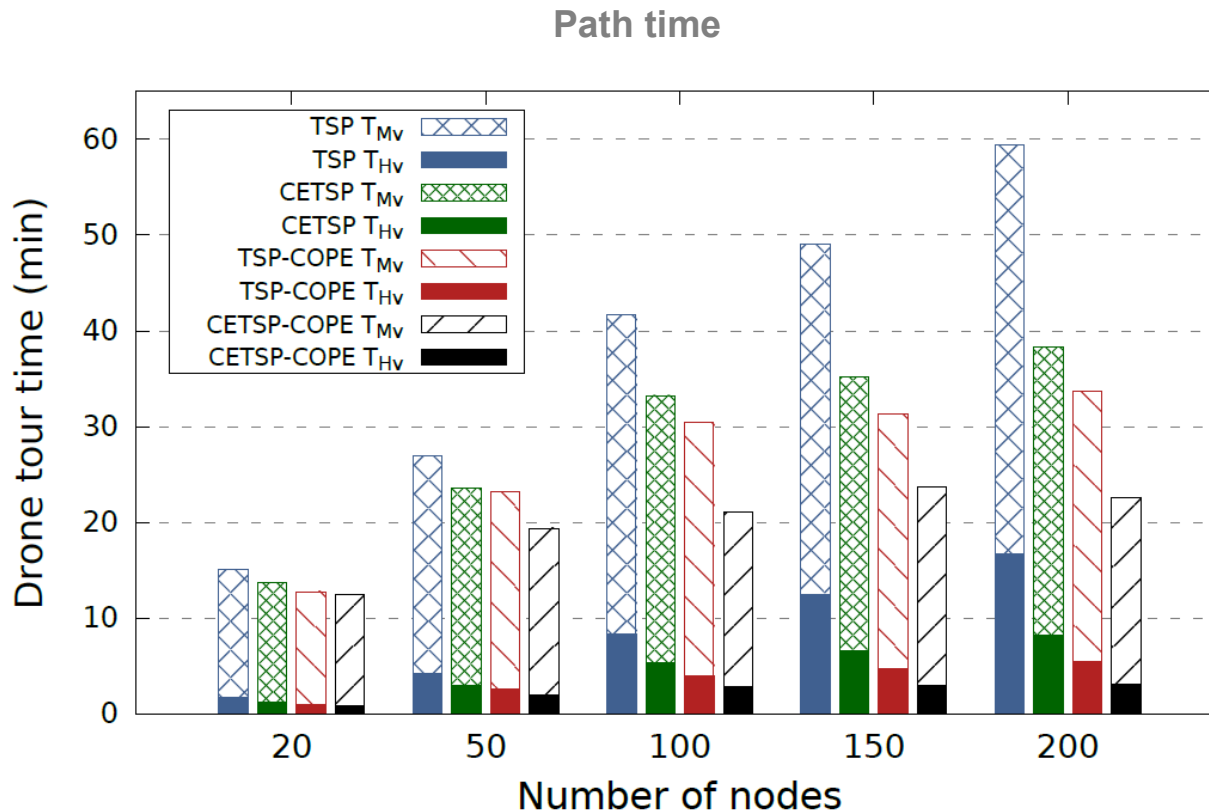 Path time
Drone tour time (min)
60
50
40
30
20
10
0
TSP T_Mv
TSP T_Hv
CETSP T_Mv
CETSP T_Hv
TSP-COPE T_Mv
TSP-COPE T_Hv
CETSP-COPE T_Mv
CETSP-COPE T_Hv
20 50 100 150 200
Number of nodes